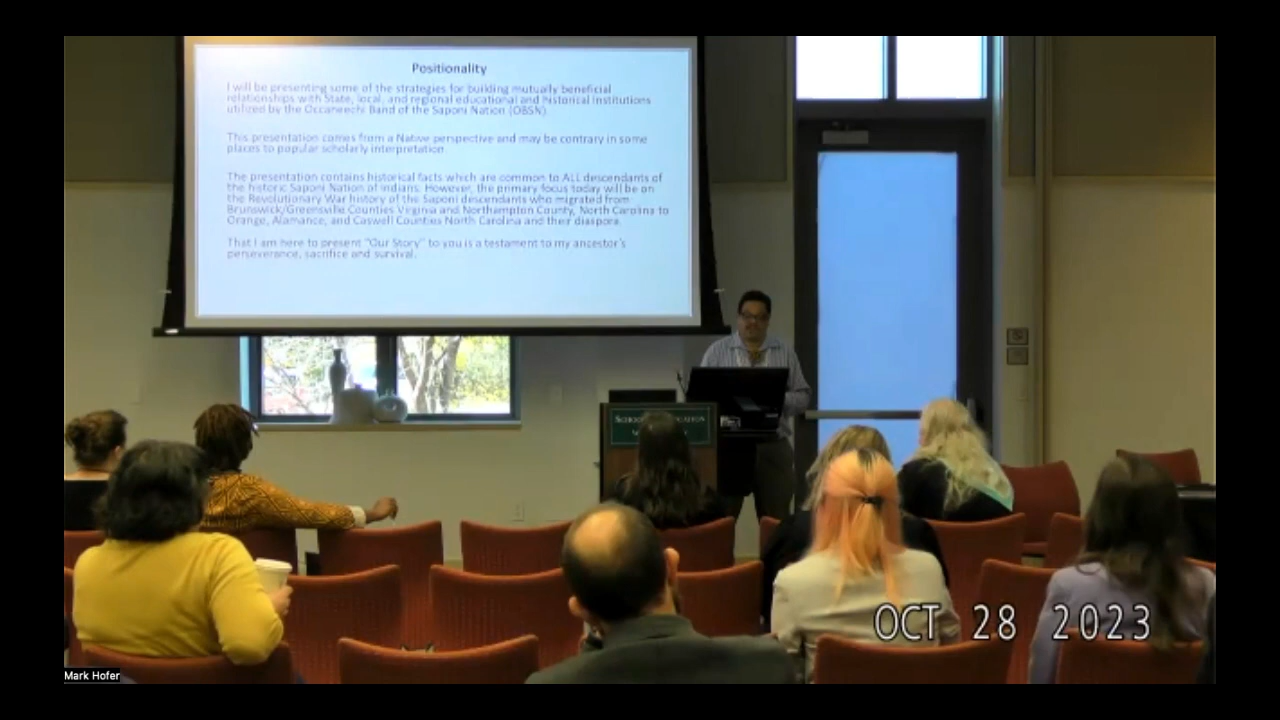 Positionality
I will be presenting some of the strategies for building mutually beneficial
relationships with State, local, and regional educational and historical institutions
utilized by the Occaneechi Band of the Saponi Nation (OBSN).
This presentation comes from a Native perspective and may be contrary in some
places to popular scholarly interpretation.
The presentation contains historical facts which are common to ALL descendants of
the historic Saponi Nation of Indians. However, the primary focus today will be on
the Revolutionary War history of the Saponi descendants who migrated from
Brunswick/Greensville Counties Virginia and Northampton County, North Carolina to
Orange, Alamance, and Caswell Counties North Carolina and their diaspora.
That I am here to present "Our Story" to you is a testament to my ancestor's
perseverance, sacrifice and survival.
OCT 28 2023
Mark Hofer